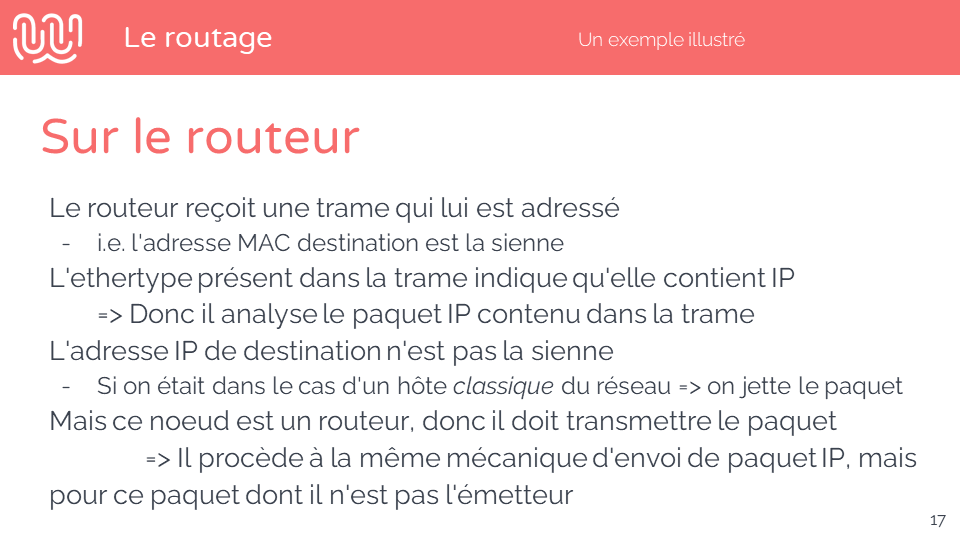 Le routage
Un exemple illustré
Sur le routeur
Le routeur reçoit une trame qui lui est adressé
- i.e. l'adresse MAC destination est la sienne
L'ethertype présent dans la trame indique qu'elle contient IP
=> Donc il analyse le paquet IP contenu dans la trame
L'adresse IP de destination n'est pas la sienne
- Si on était dans le cas d'un hôte classique du réseau => on jette le paquet
Mais ce noeud est un routeur, donc il doit transmettre le paquet
=> Il procède à la même mécanique d'envoi de paquet IP, mais
pour ce paquet dont il n'est pas l'émetteur
17